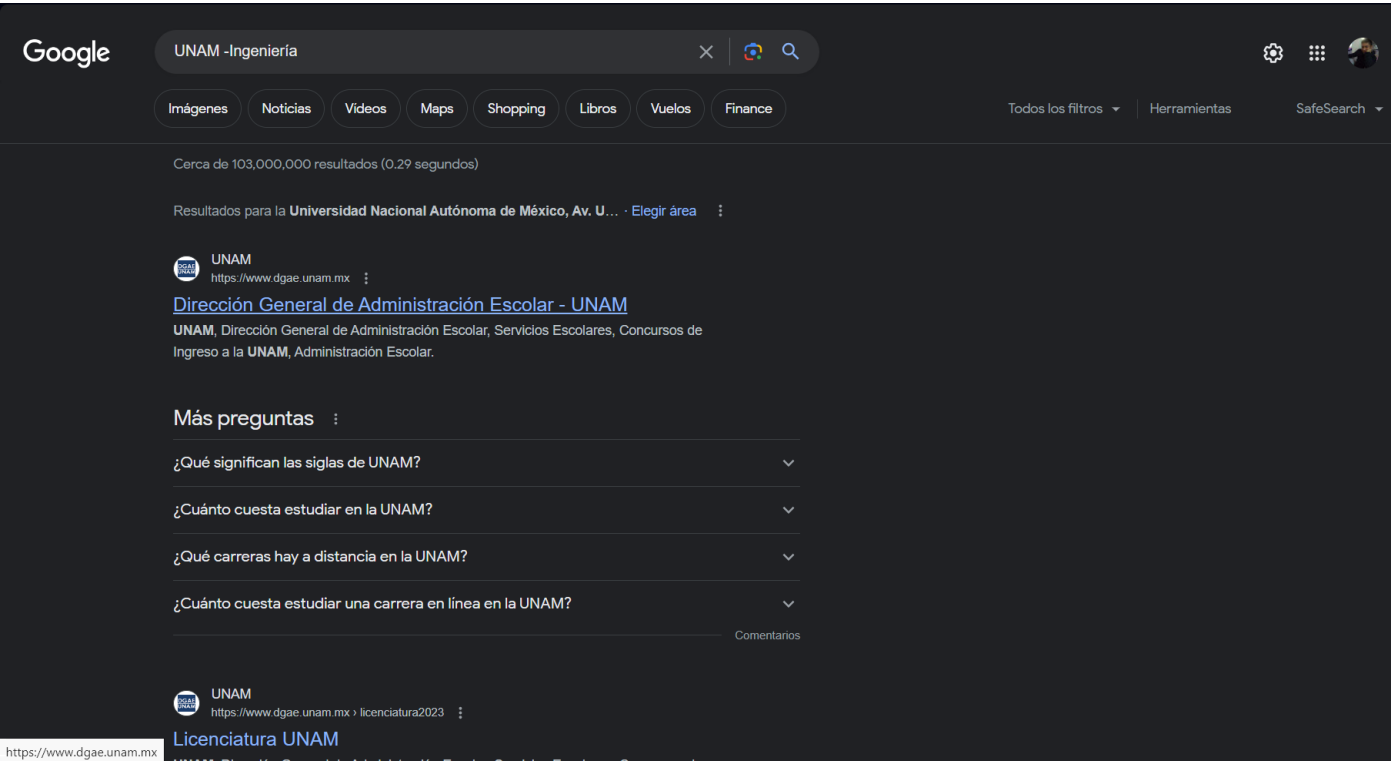 Google
UNAM -Ingeniería
Imágenes Noticias Vídeos Maps Shopping Libros Vuelos Finance Todos los filtros Herramientas SafeSearch
Cerca de 103,000,000 resultados (0.29 segundos)
Resultados para la Universidad Nacional Autónoma de México, Av. U... · Elegir área
DGAE
UNAM
UNAM
https://www.dgae.unam.mx
Dirección General de Administración Escolar - UNAM
UNAM, Dirección General de Administración Escolar, Servicios Escolares, Concursos de
Ingreso a la UNAM, Administración Escolar.
Más preguntas
¿Qué significan las siglas de UNAM?
¿Cuánto cuesta estudiar en la UNAM?
¿Qué carreras hay a distancia en la UNAM?
¿Cuánto cuesta estudiar una carrera en línea en la UNAM?
Comentarios
DGAE
UNAM
UNAM
https://www.dgae.unam.mx › licenciatura2023
Licenciatura UNAM
https://www.dgae.unam.mx